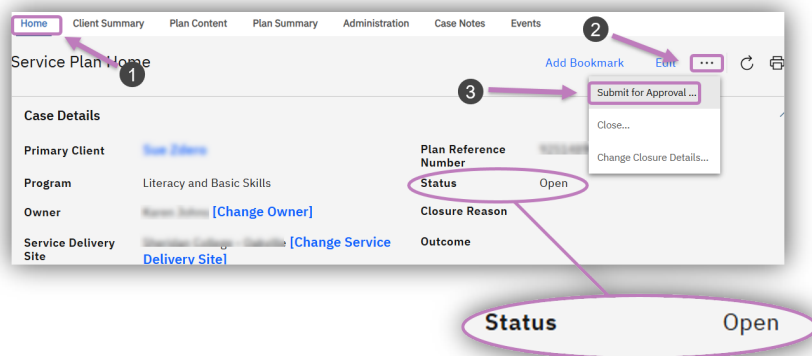 Home Client Summary Plan Content Plan Summary Administration Case Notes Events
2
Service Plan Home
1
Add Bookmark Edit ...
3
Submit for Approval ...
Close...
Change Closure Details...
Case Details
Primary Client
Plan Reference Number
Program Literacy and Basic Skills
Status Open
Owner [Change Owner]
Closure Reason
Service Delivery Site [Change Service Delivery Site]
Outcome
Status Open